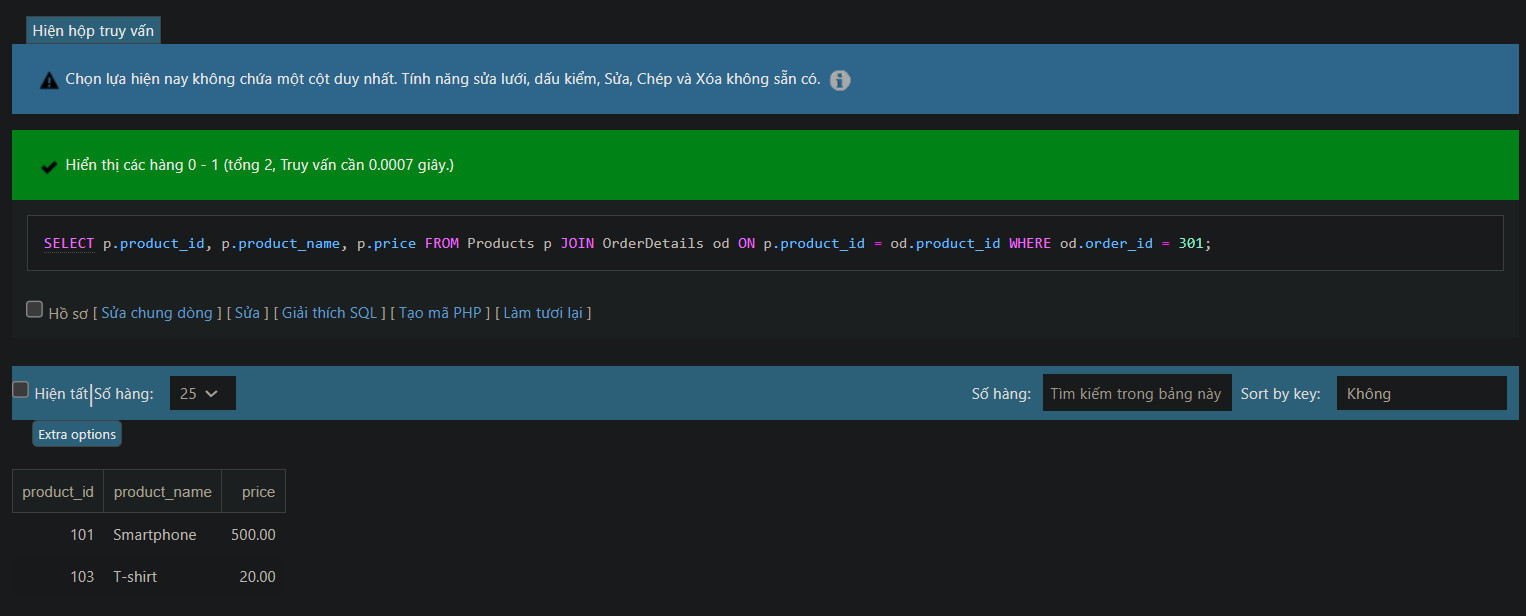 Hiện hộp truy vấn
Chọn lựa hiện nay không chứa một cột duy nhất. Tính năng sửa lưới, dấu kiểm, Sửa, Chép và Xóa không sẵn có.
Hiển thị các hàng 0 - 1 (tổng 2, Truy vấn cần 0.0007 giây.)
SELECT p.product_id, p.product_name, p.price FROM Products p JOIN OrderDetails od ON p.product_id = od.product_id WHERE od.order_id = 301;
Hồ sơ [ Sửa chung dòng ] [ Sửa ] [ Giải thích SQL ] [ Tạo mã PHP ] [ Làm tươi lại ]
Hiện tất Số hàng: 25 Số hàng: Tìm kiếm trong bảng này Sort by key: Không
Extra options
product_id product_name price
101 Smartphone 500.00
103 T-shirt 20.00